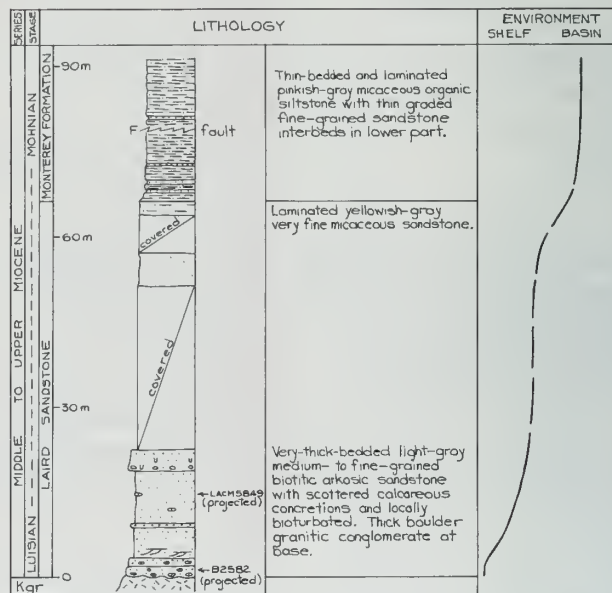 SERIES
STAGE
LITHOLOGY
ENVIRONMENT
SHELF BASIN
MIDDLE TO UPPER MIOCENE
LUISIAN
MOHNIAN
LAIRD SANDSTONE
MONTEREY FORMATION
90m
60m
30m
0
Kgr
F
fault
covered
covered
LACM5849
(projected)
B2582
(projected)
Thin-bedded and laminated
pinkish-gray micaceous organic
siltstone with thin graded
fine-grained sandstone
interbeds in lower part.
Laminated yellowish-gray
very fine micaceous sandstone.
Very-thick-bedded light-gray
medium- to fine-grained
biotitic arkosic sandstone
with scattered calcareous
concretions and locally
bioturbated. Thick boulder
granitic conglomerate at
base.